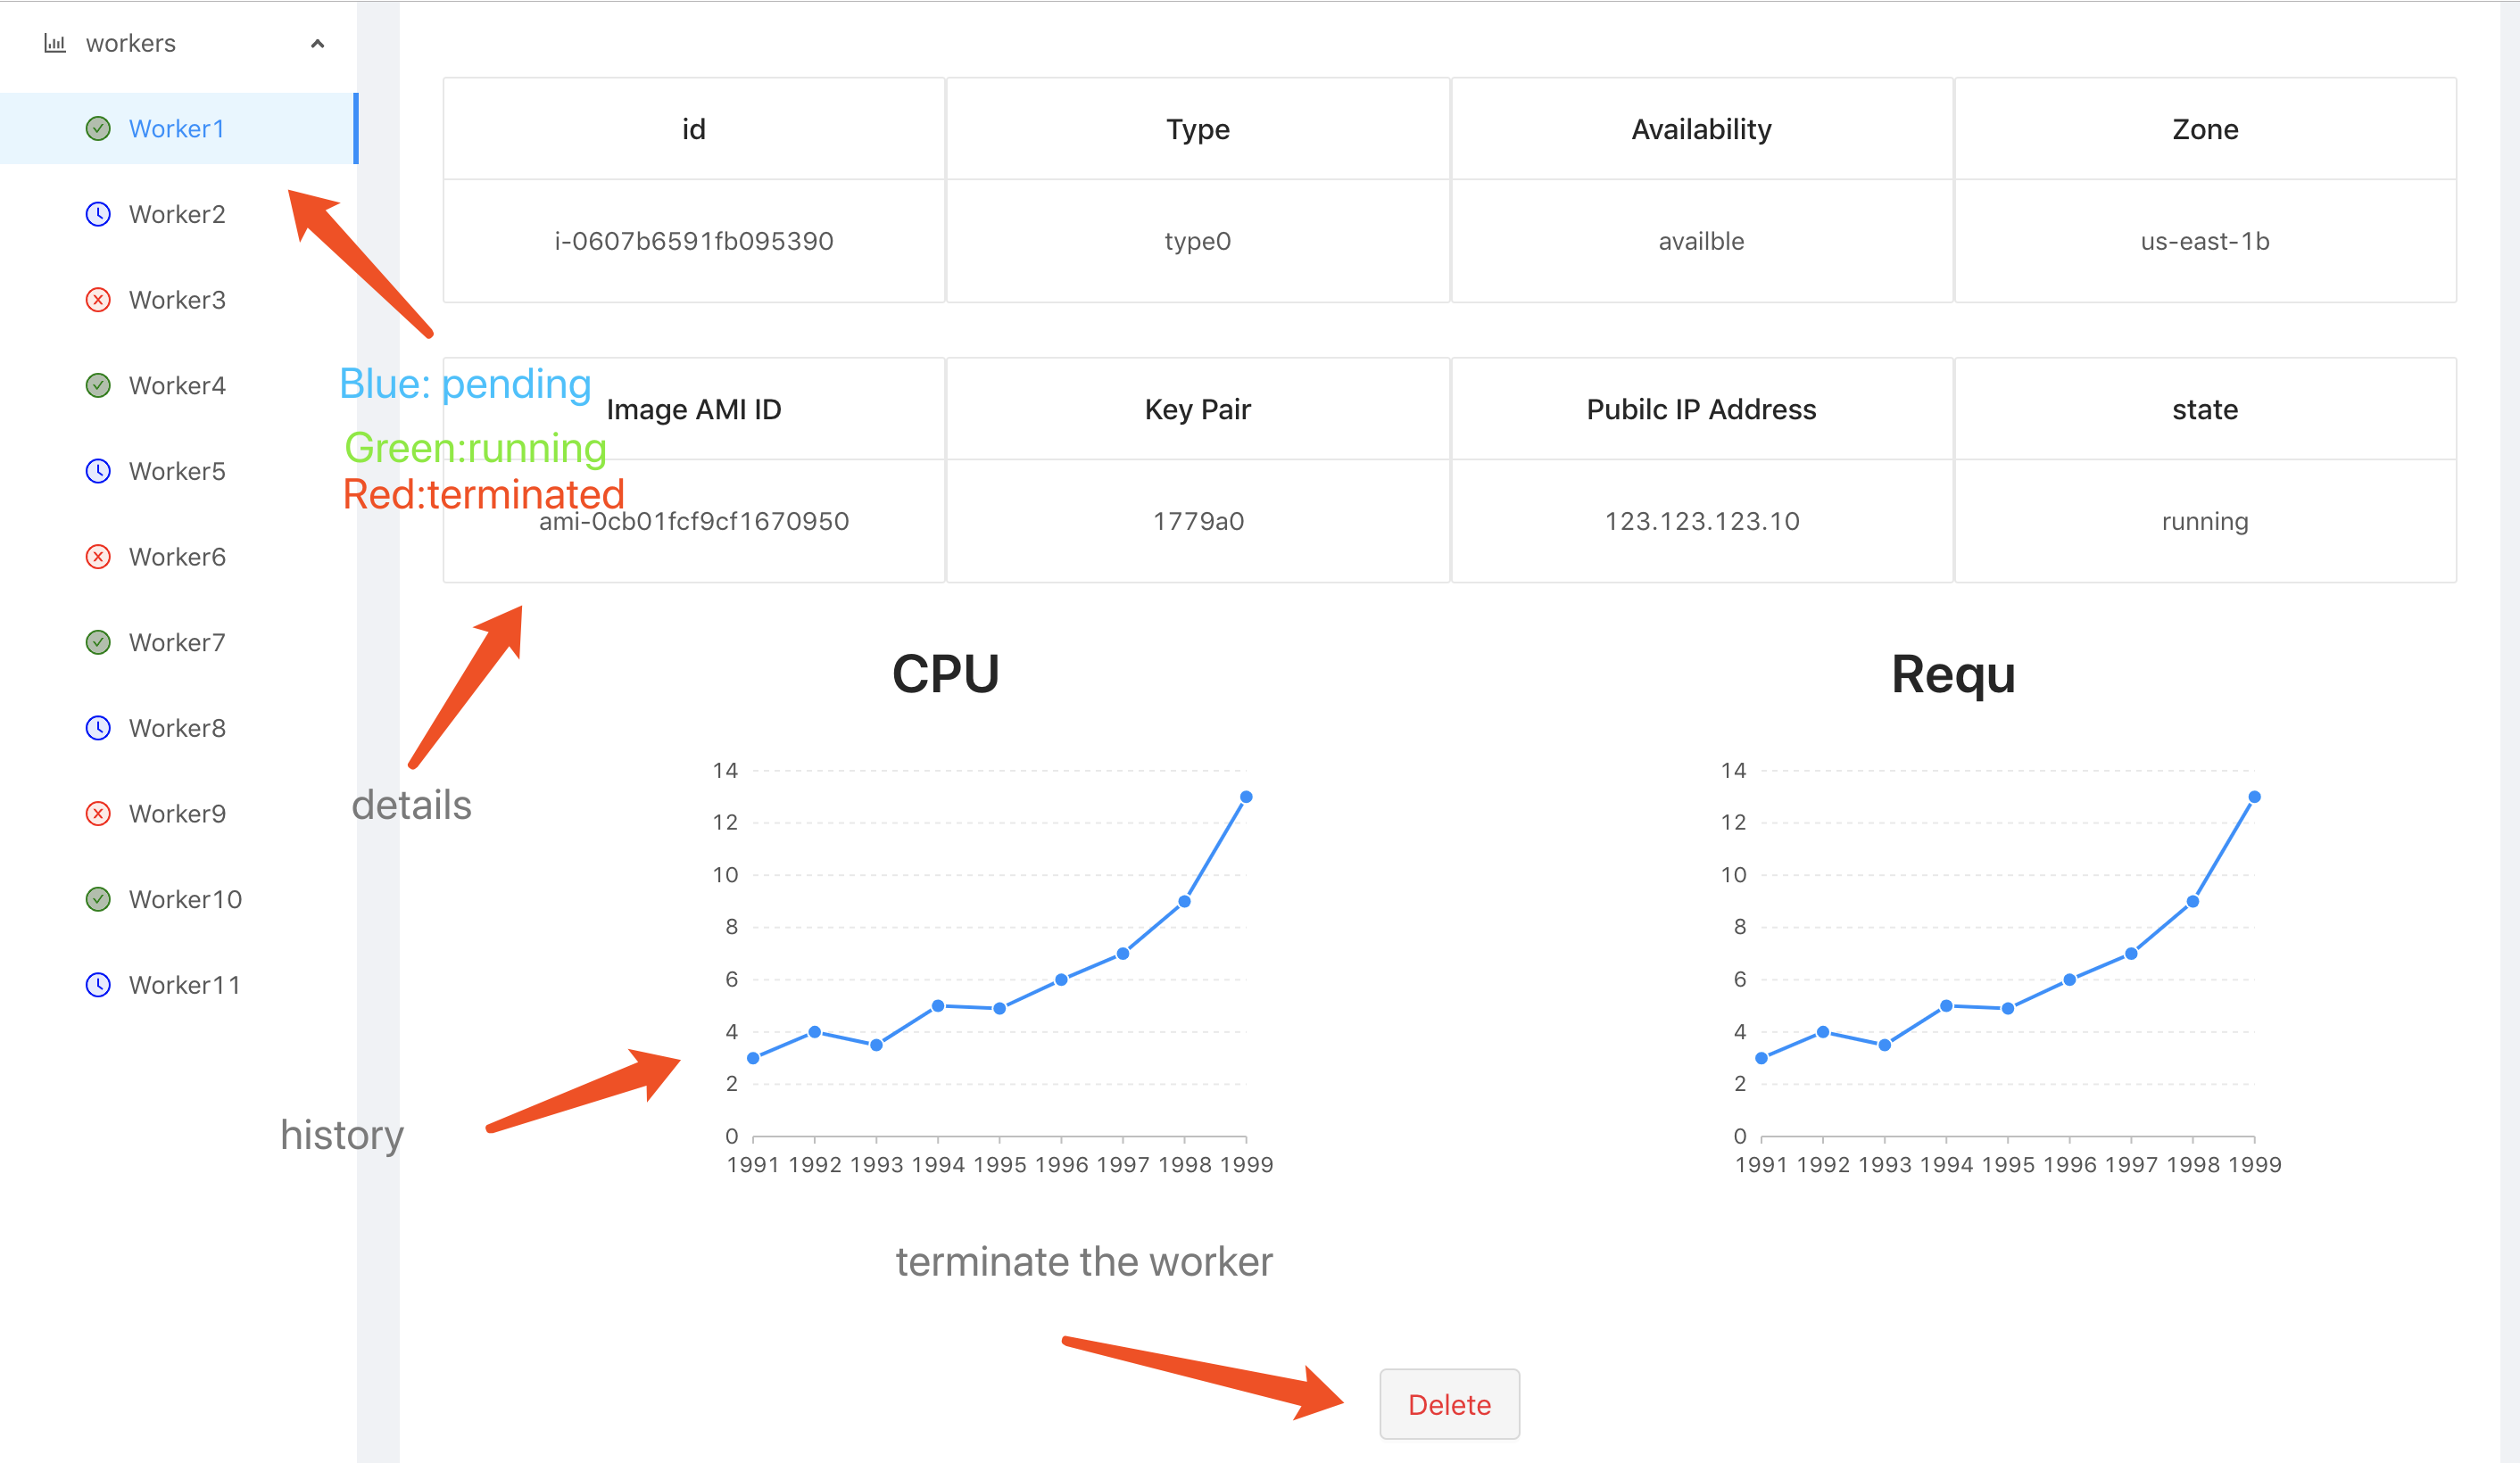 workers
Worker1
Worker2
Worker3
Worker4
Worker5
Worker6
Worker7
Worker8
Worker9
Worker10
Worker11
id Type Availability Zone
i-0607b6591fb095390 type0 availble us-east-1b
Blue: pending
Green:running
Red:terminated
Image AMI ID Key Pair Pubilc IP Address state
ami-0cb01fcf9cf1670950 1779a0 123.123.123.10 running
details
CPU
14
12
10
8
6
4
2
0
1991 1992 1993 1994 1995 1996 1997 1998 1999
Requ
14
12
10
8
6
4
2
0
1991 1992 1993 1994 1995 1996 1997 1998 1999
history
terminate the worker
Delete